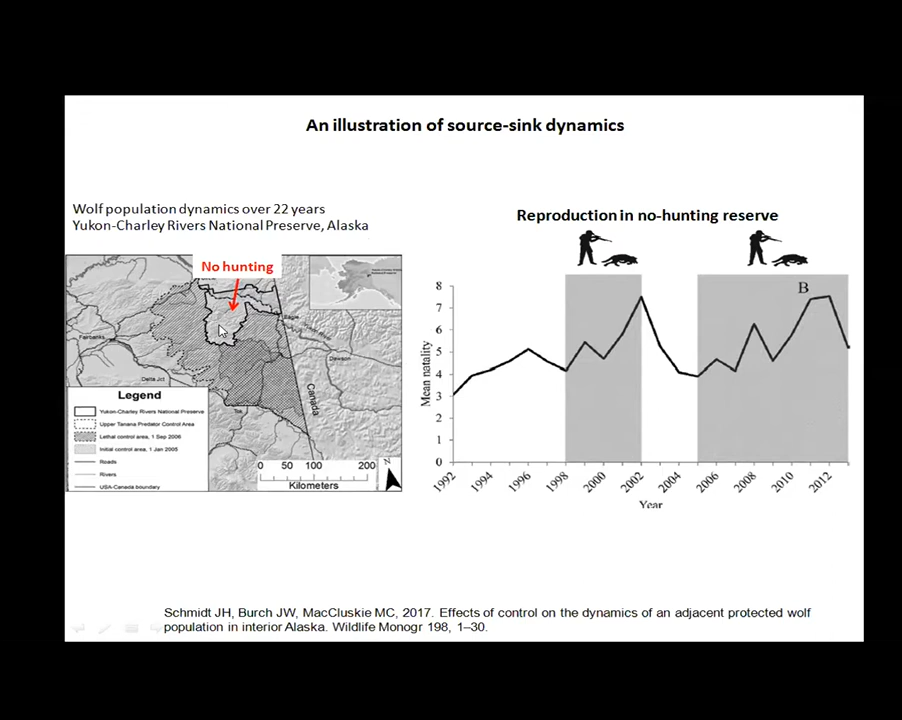 An illustration of source-sink dynamics
Wolf population dynamics over 22 years
Yukon-Charley Rivers National Preserve, Alaska
No hunting
Eagle
Fairbanks
Dawson
Delta Jct
Tok
Canada
Legend
Yukon-Charley Rivers National Preserve
Upper Tanana Predator Control Area
Lethal control area, 1 Sep 2006
Initial control area, 1 Jan 2005
Roads
Rivers
USA-Canada boundary
N
0 50 100 200
Kilometers
Reproduction in no-hunting reserve
B
8
7
6
5
4
3
2
1
0
Mean natality
1992 1994 1996 1998 2000 2002 2004 2006 2008 2010 2012
Year
Schmidt JH, Burch JW, MacCluskie MC, 2017. Effects of control on the dynamics of an adjacent protected wolf
population in interior Alaska. Wildlife Monogr 198, 1–30.